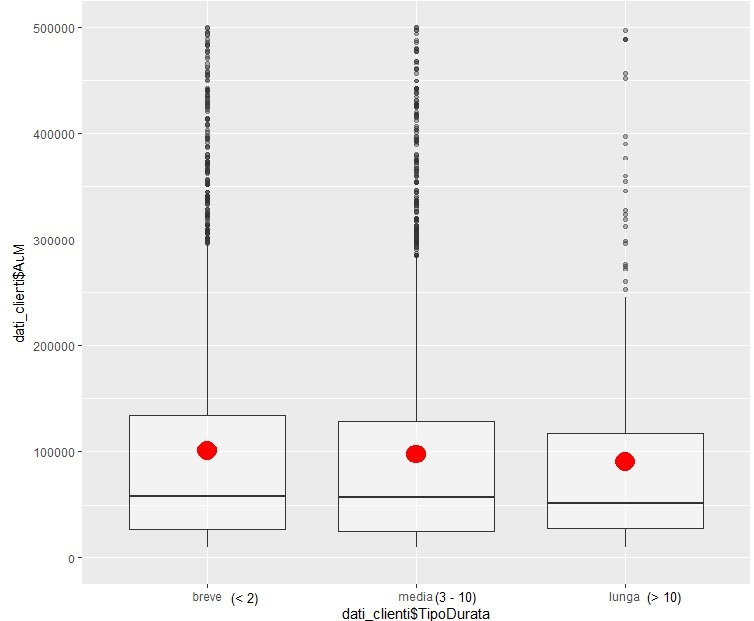 500000
400000
300000
200000
100000
0
dati_clienti$AuM
breve (< 2) media (3 - 10) lunga (> 10)
dati_clienti$TipoDurata